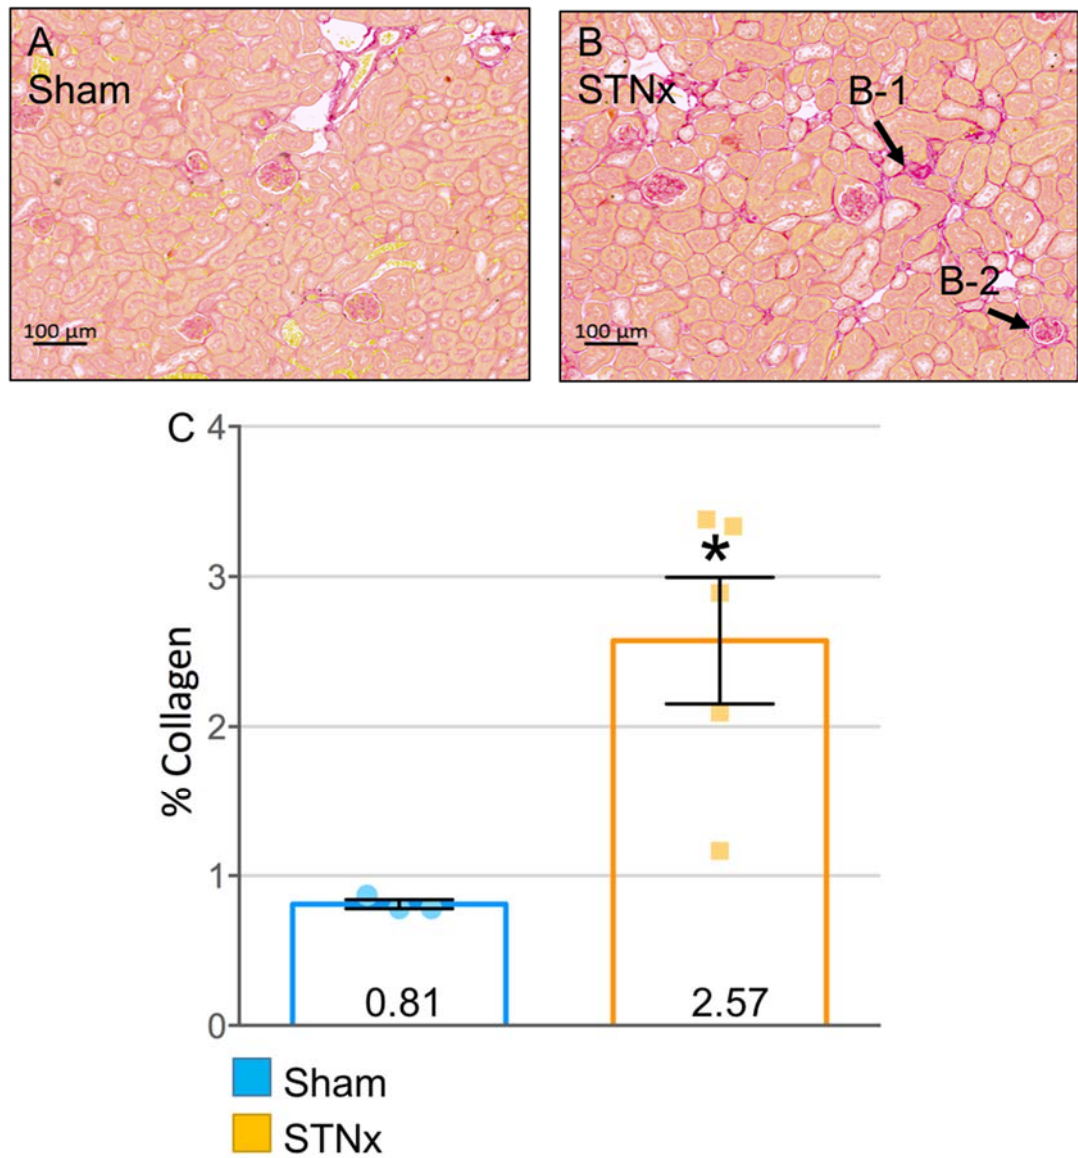 A
Sham
100 µm
B
STNx
B-1
B-2
100 µm
C
4
3
2
1
0
% Collagen
*
0.81
2.57
Sham
STNx